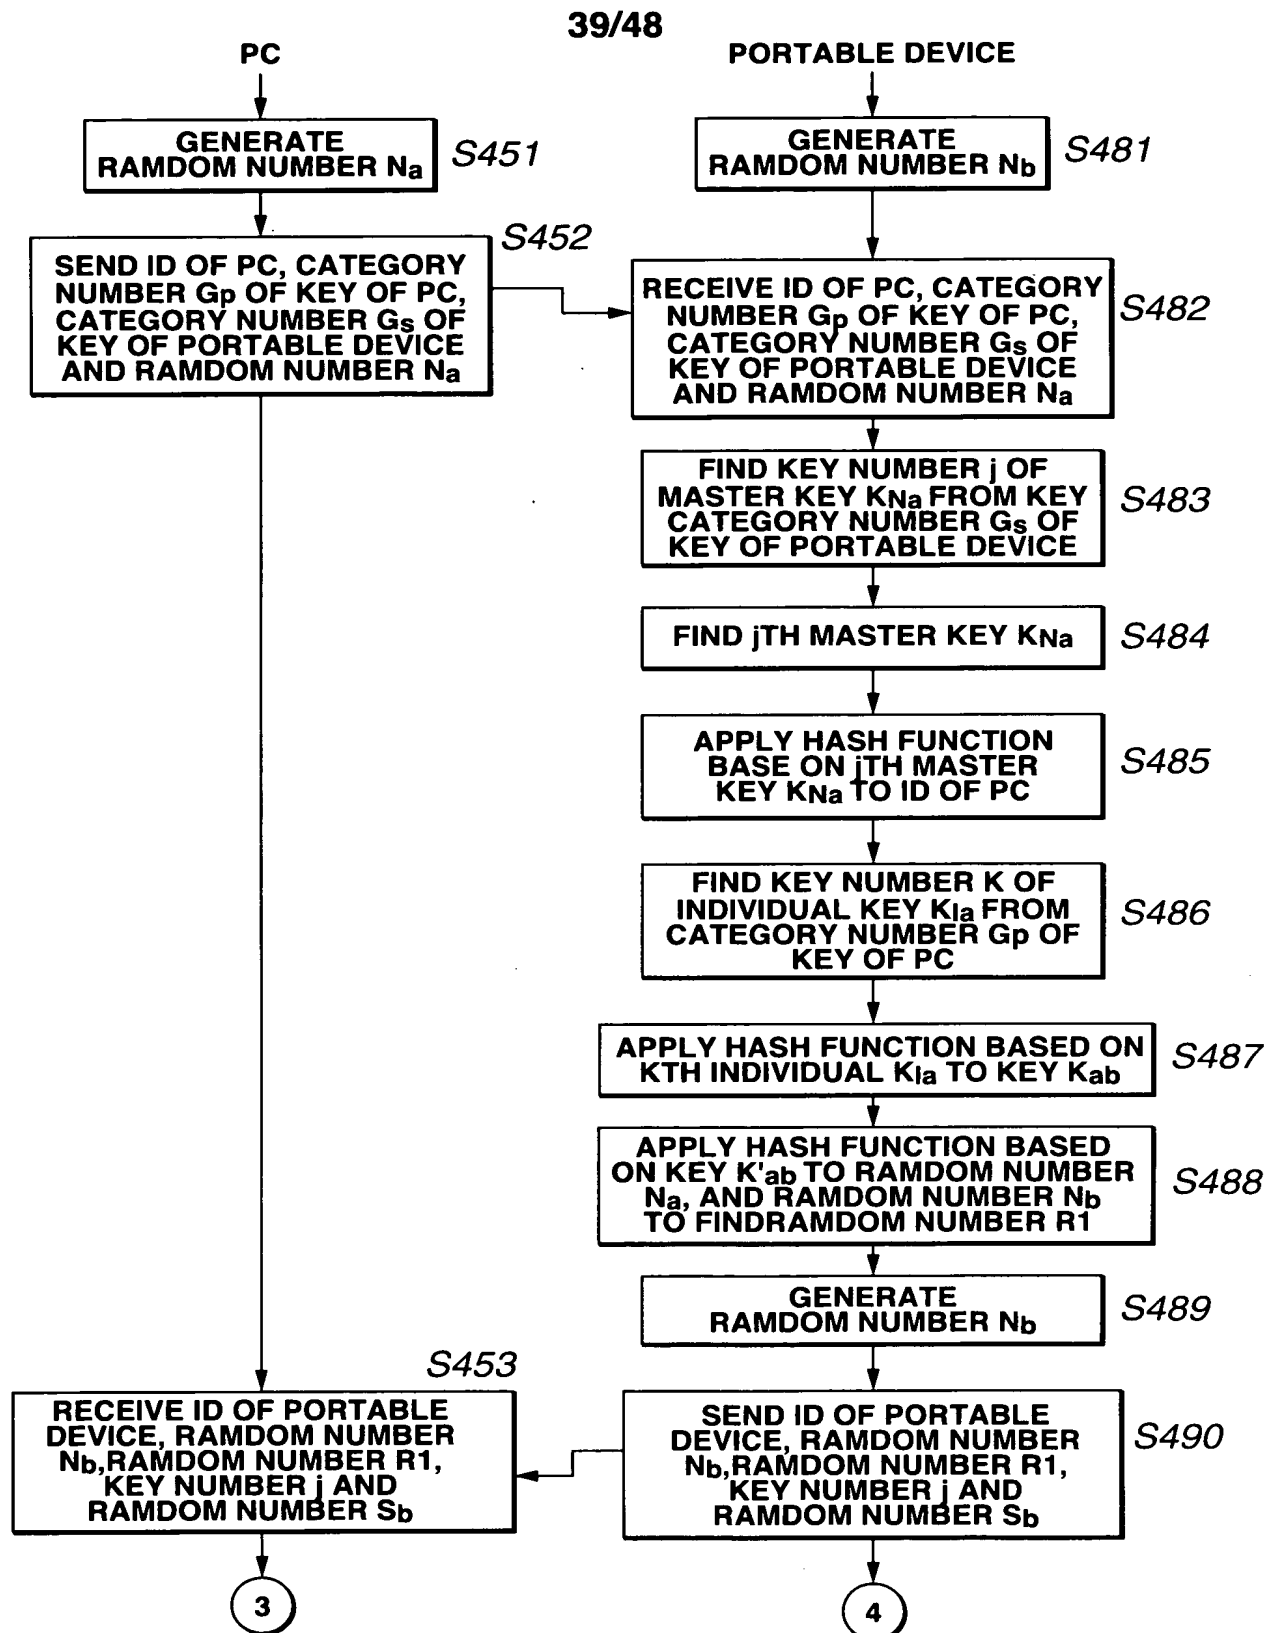 39/48
PC
GENERATE
RAMDOM NUMBER Na
S451
SEND ID OF PC, CATEGORY
NUMBER Gp OF KEY OF PC,
CATEGORY NUMBER Gs OF
KEY OF PORTABLE DEVICE
AND RAMDOM NUMBER Na
S452
PORTABLE DEVICE
GENERATE
RAMDOM NUMBER Nb
S481
RECEIVE ID OF PC, CATEGORY
NUMBER Gp OF KEY OF PC,
CATEGORY NUMBER Gs OF
KEY OF PORTABLE DEVICE
AND RAMDOM NUMBER Na
S482
FIND KEY NUMBER j OF
MASTER KEY KNa FROM KEY
CATEGORY NUMBER Gs OF
KEY OF PORTABLE DEVICE
S483
FIND jTH MASTER KEY KNa
S484
APPLY HASH FUNCTION
BASE ON jTH MASTER
KEY KNa TO ID OF PC
S485
FIND KEY NUMBER K OF
INDIVIDUAL KEY KIa FROM
CATEGORY NUMBER Gp OF
KEY OF PC
S486
APPLY HASH FUNCTION BASED ON
KTH INDIVIDUAL KIa TO KEY Kab
S487
APPLY HASH FUNCTION BASED
ON KEY K'ab TO RAMDOM NUMBER
Na, AND RAMDOM NUMBER Nb
TO FINDRAMDOM NUMBER R1
S488
GENERATE
RAMDOM NUMBER Nb
S489
SEND ID OF PORTABLE
DEVICE, RAMDOM NUMBER
Nb,RAMDOM NUMBER R1,
KEY NUMBER j AND
RAMDOM NUMBER Sb
S490
S453
RECEIVE ID OF PORTABLE
DEVICE, RAMDOM NUMBER
Nb,RAMDOM NUMBER R1,
KEY NUMBER j AND
RAMDOM NUMBER Sb
3
4